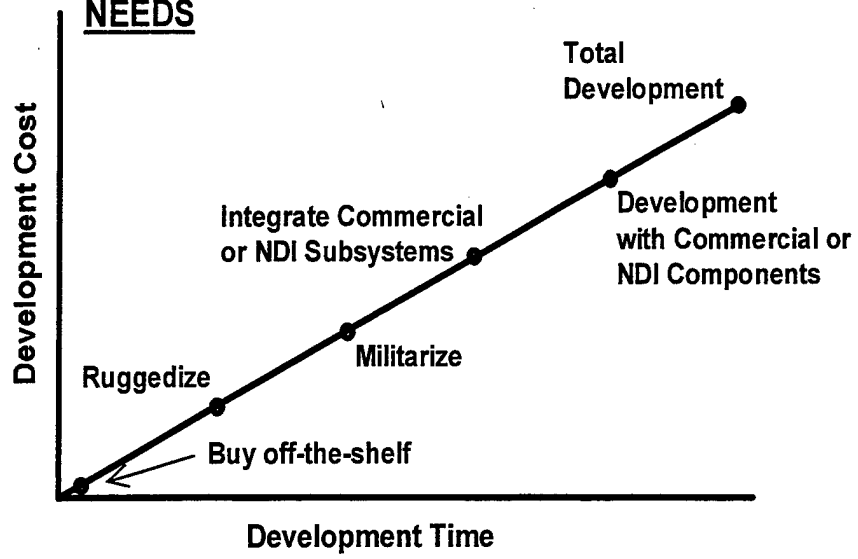 NEEDS
Total
Development
Development Cost
Integrate Commercial
or NDI Subsystems
Development
with Commercial or
NDI Components
Militarize
Ruggedize
Buy off-the-shelf
Development Time